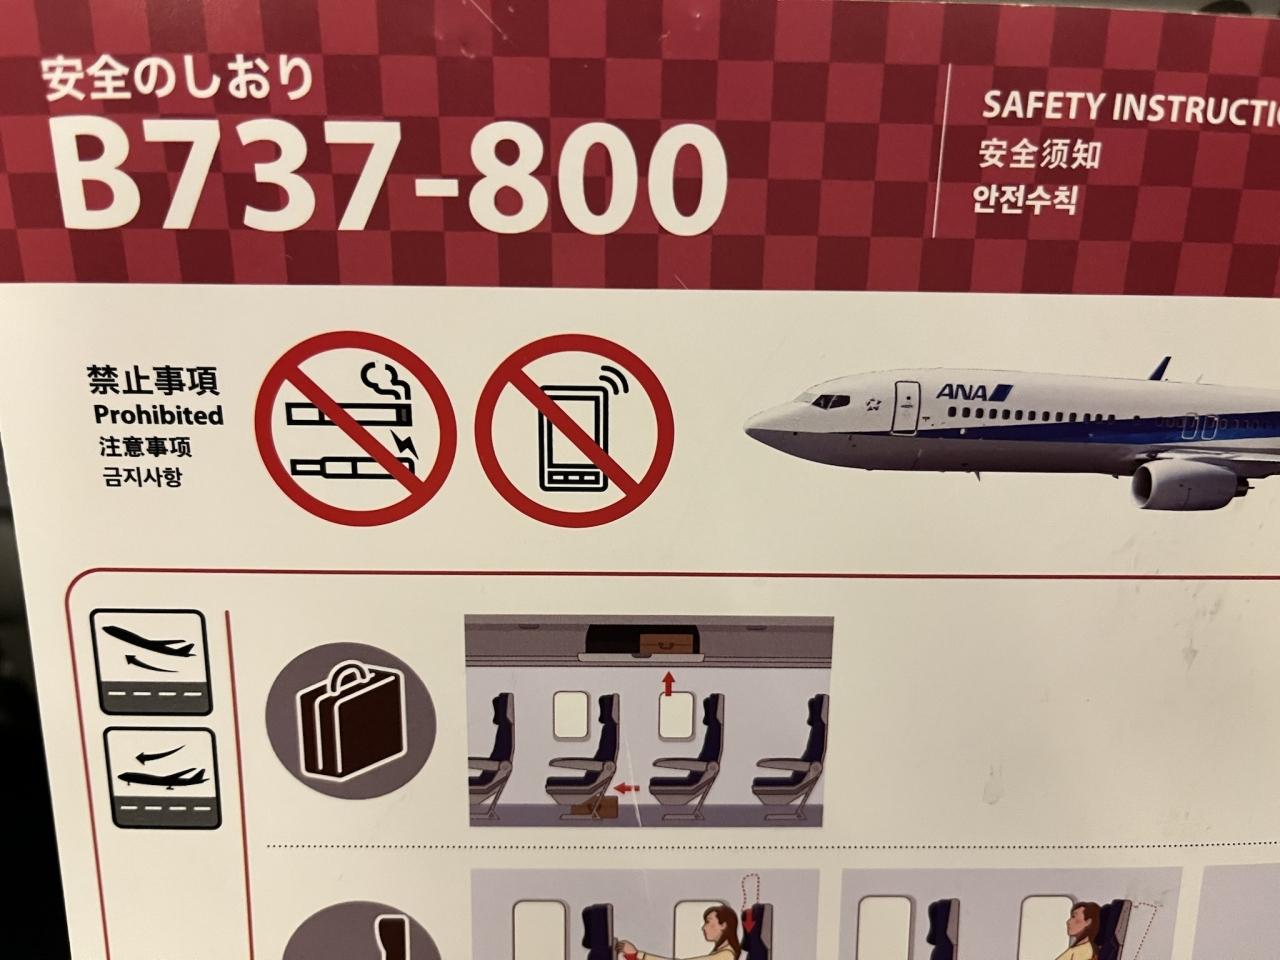 安全のしおり
B737-800
SAFETY
安全须知
안전수칙
禁止事項
Prohibited
注意事项
금지사항
ANA